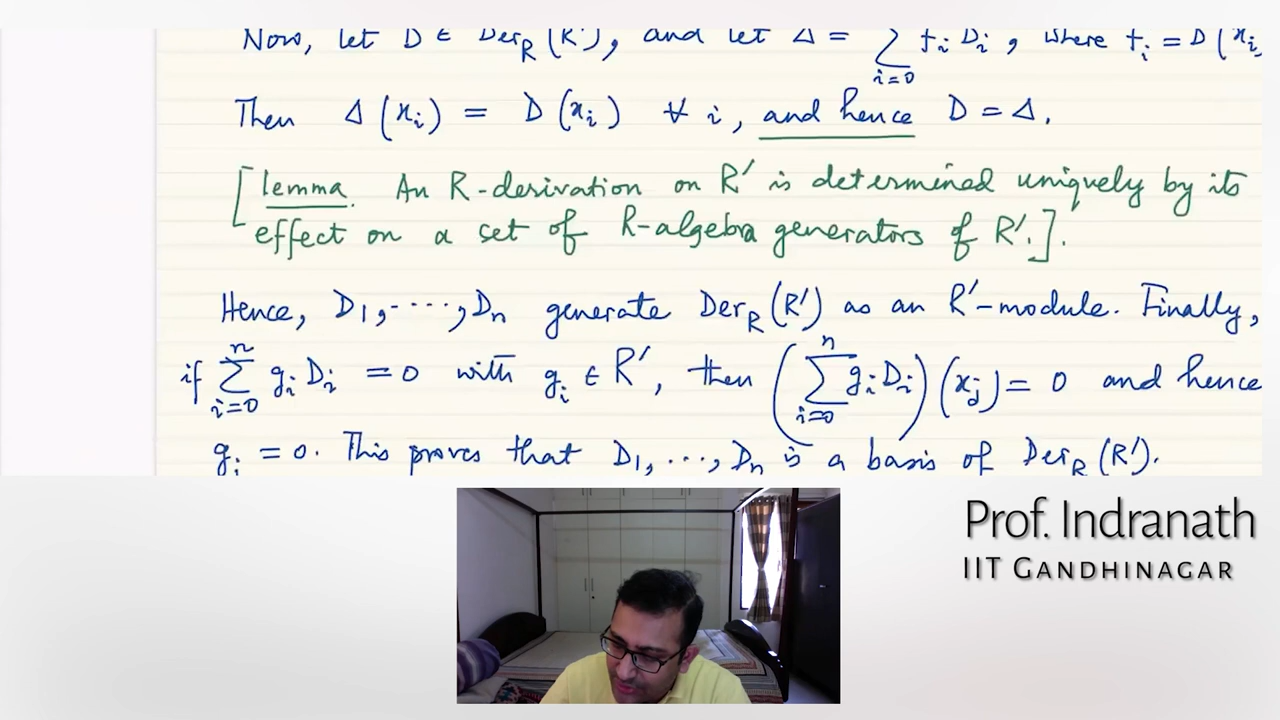 Now, let D ∈ Der_R (R'), and let Δ = ∑_{i=0} f_i D_i, where f_i = D(x_i
Then Δ(x_i) = D(x_i) ∀ i, and hence D = Δ.
[lemma. An R-derivation on R' is determined uniquely by its
effect on a set of R-algebra generators of R'.].
Hence, D_1, ----, D_n generate Der_R (R') as an R'-module. Finally,
if ∑_{i=0}^n g_i D_i = 0 with g_i ∈ R', then (∑_{i=0}^n g_i D_i)(x_j) = 0 and hence
g_i = 0. This proves that D_1, ..., D_n is a basis of Der_R (R').
Prof. Indranath
IIT GANDHINAGAR